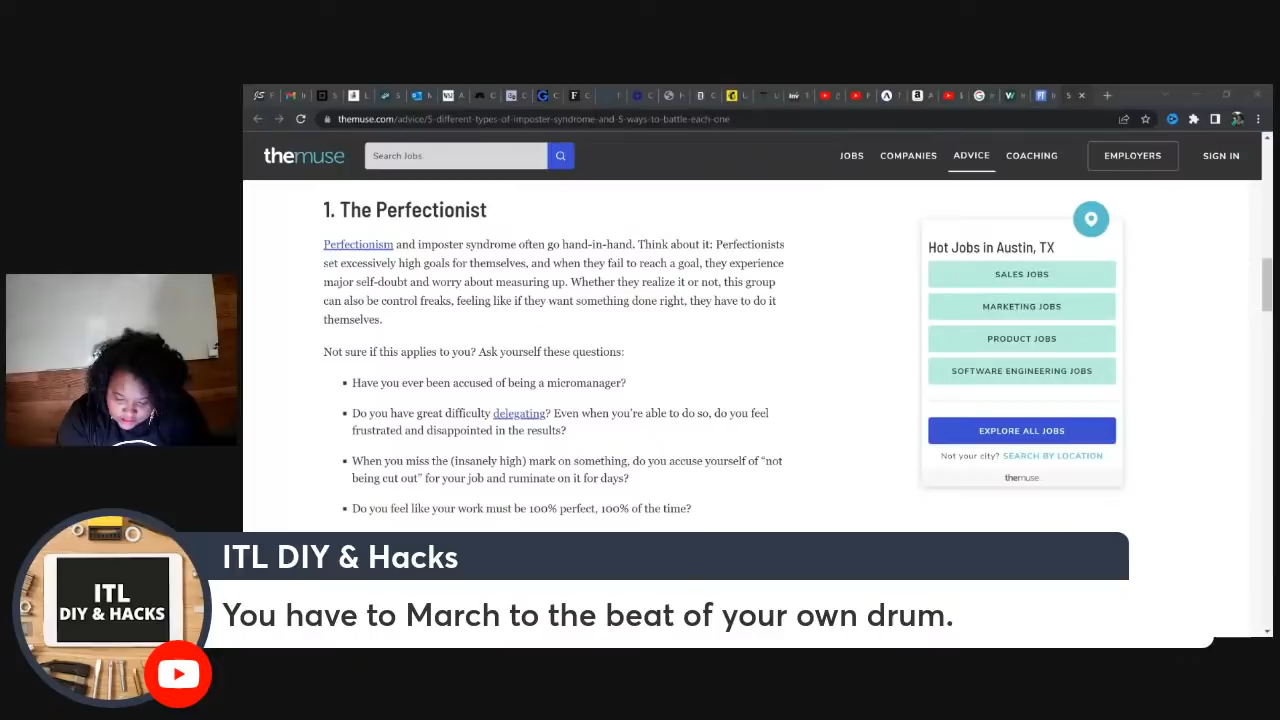 themuse.com/advice/5-different-types-of-imposter-syndrome-and-5-ways-to-battle-each-one
themuse
Search Jobs
JOBS
COMPANIES
ADVICE
COACHING
EMPLOYERS
SIGN IN
1. The Perfectionist
Perfectionism and imposter syndrome often go hand-in-hand. Think about it: Perfectionists
set excessively high goals for themselves, and when they fail to reach a goal, they experience
major self-doubt and worry about measuring up. Whether they realize it or not, this group
can also be control freaks, feeling like if they want something done right, they have to do it
themselves.
Not sure if this applies to you? Ask yourself these questions:
Have you ever been accused of being a micromanager?
Do you have great difficulty delegating? Even when you're able to do so, do you feel
frustrated and disappointed in the results?
When you miss the (insanely high) mark on something, do you accuse yourself of “not
being cut out” for your job and ruminate on it for days?
Do you feel like your work must be 100% perfect, 100% of the time?
Hot Jobs in Austin, TX
SALES JOBS
MARKETING JOBS
PRODUCT JOBS
SOFTWARE ENGINEERING JOBS
EXPLORE ALL JOBS
Not your city? SEARCH BY LOCATION
themuse
ITL
DIY & HACKS
ITL DIY & Hacks
You have to March to the beat of your own drum.